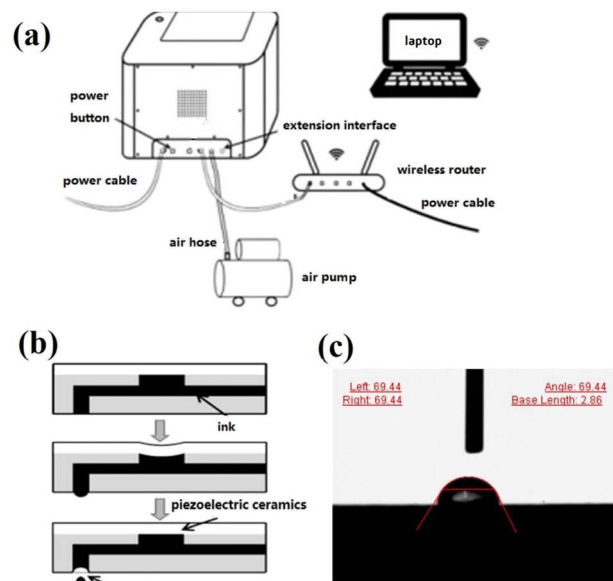 (a)
laptop
power
button
extension interface
wireless router
power cable
power cable
air hose
air pump
(b)
(c)
ink
piezoelectric ceramics
Left: 69.44
Right: 69.44
Angle: 69.44
Base Length: 2.86